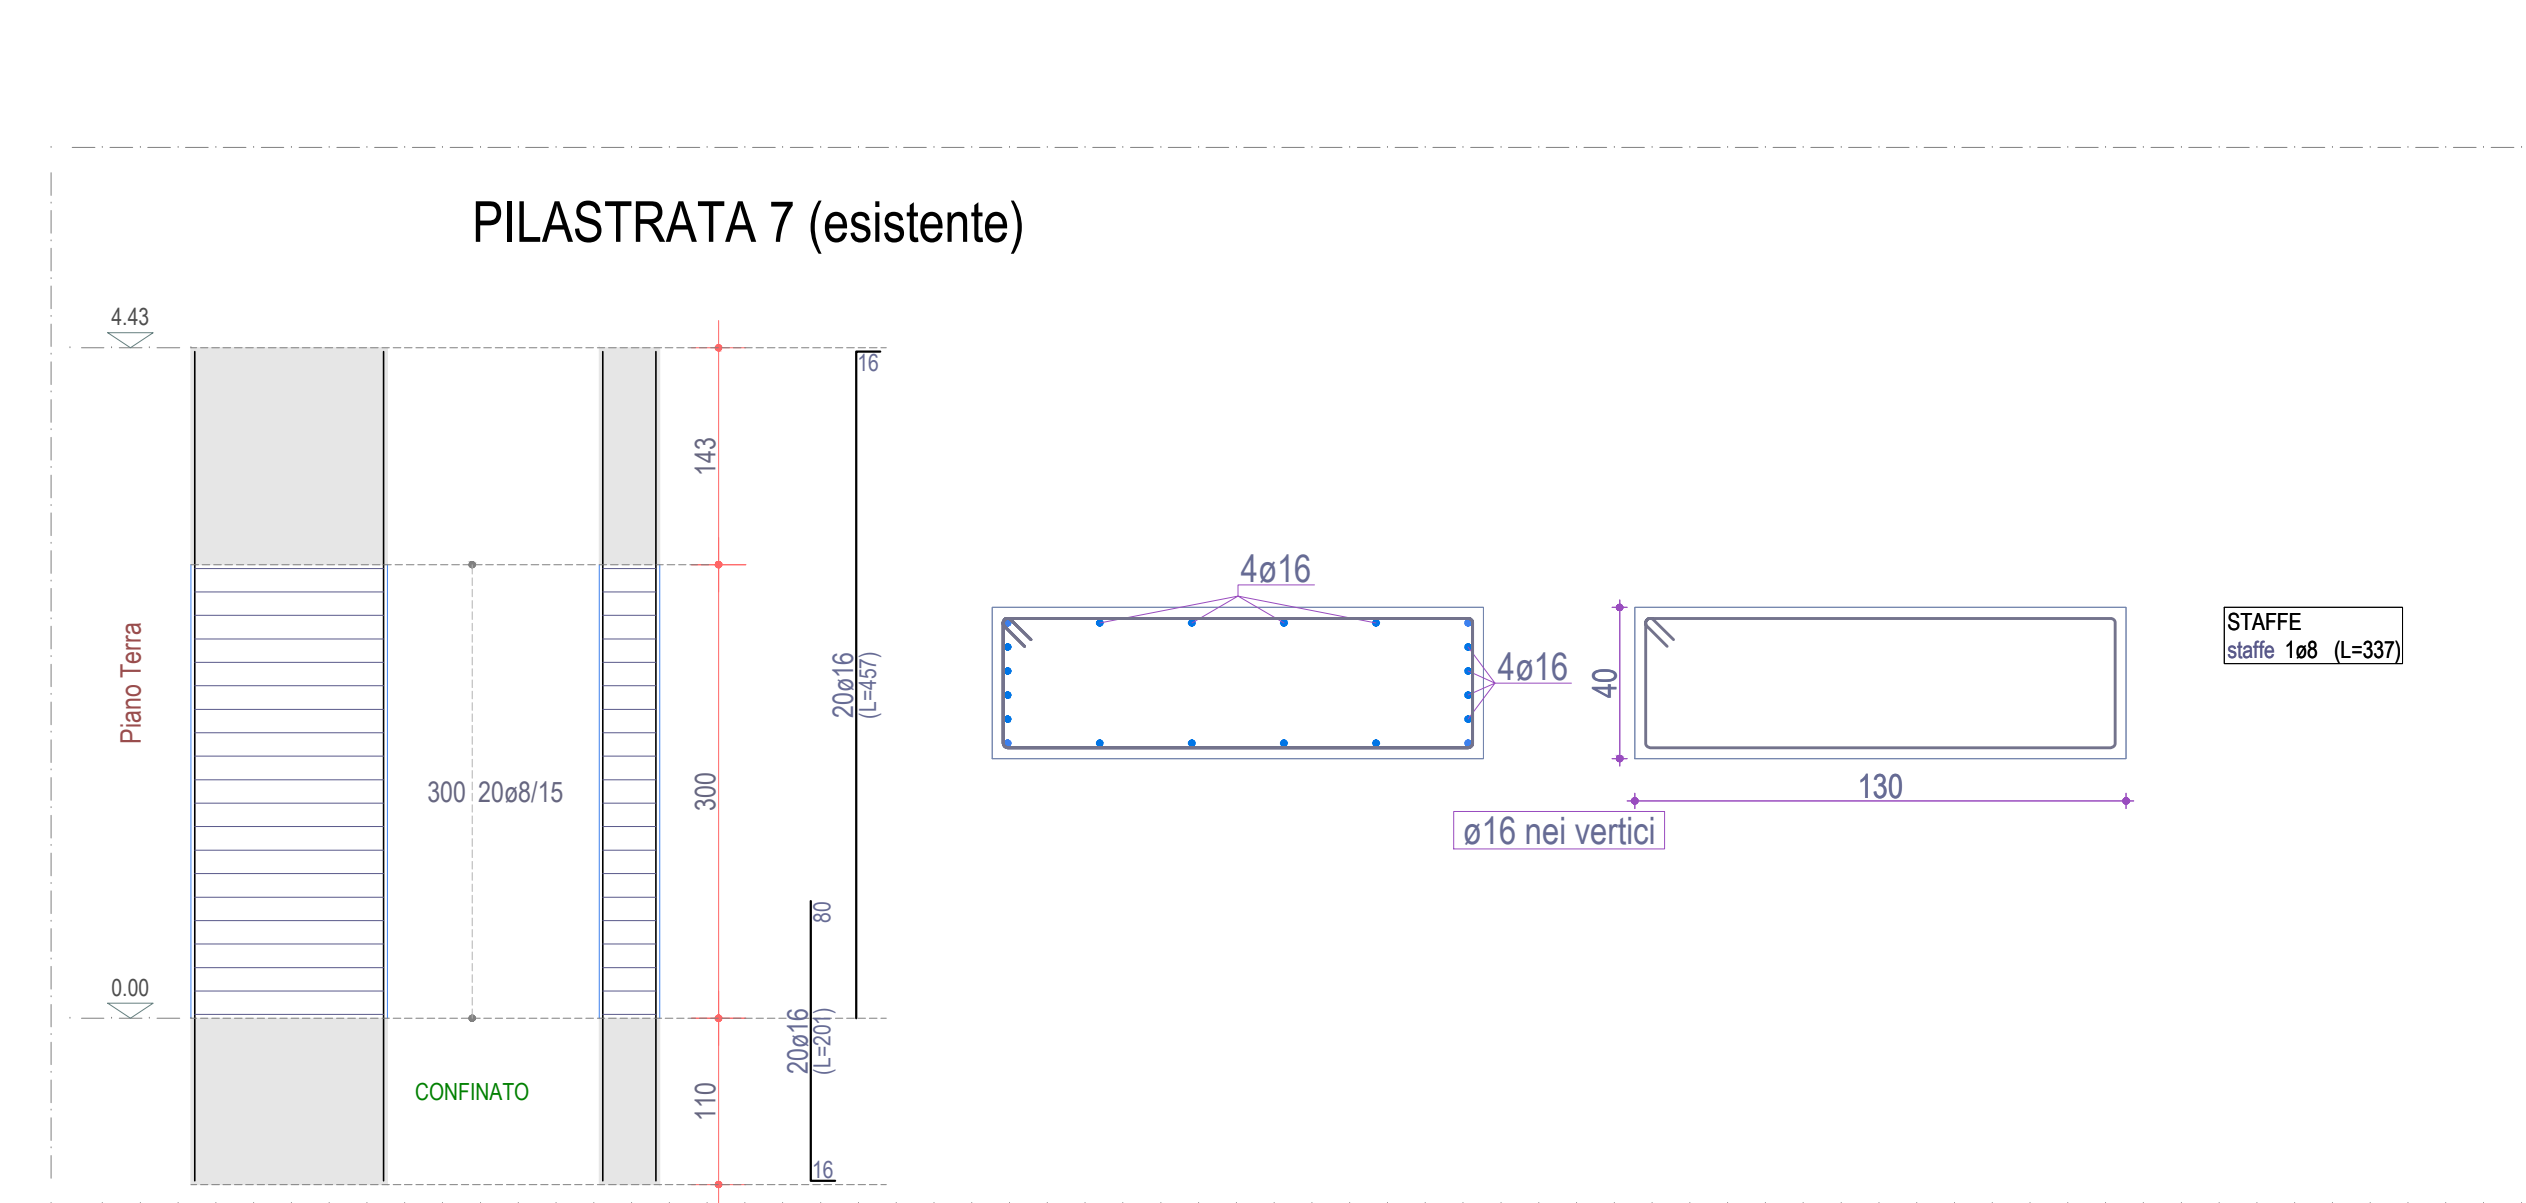 PILASTRATA 7 (esistente)
4.43
16
143
4ø16
Piano Terra
20ø16
(L=457)
4ø16
40
STAFFE
staffe 1ø8 (L=337)
300 20ø8/15
300
130
ø16 nei vertici
80
0.00
20ø16
(L=201)
CONFINATO
110
16